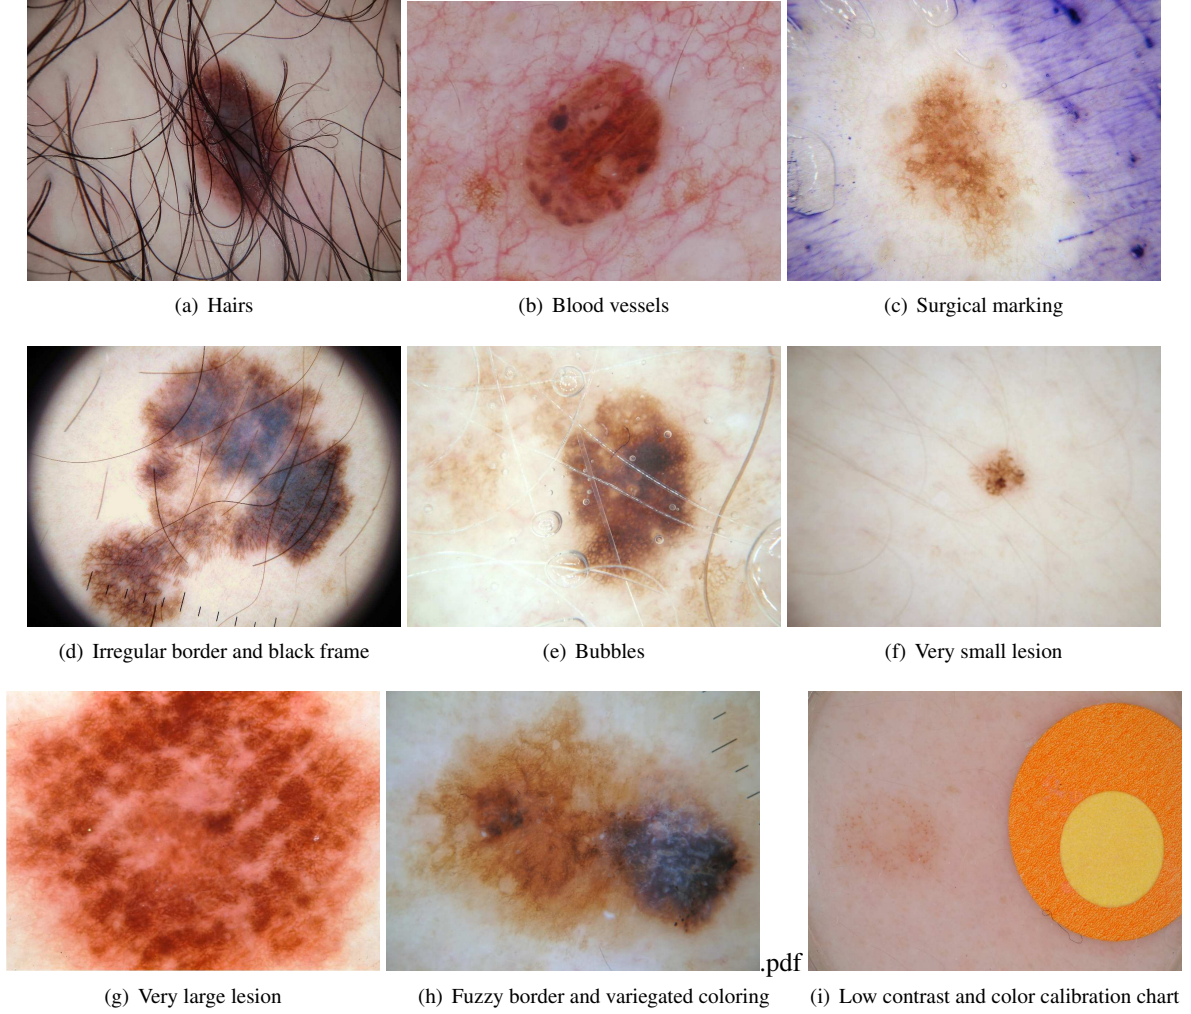 (a) Hairs
(b) Blood vessels
(c) Surgical marking
(d) Irregular border and black frame
(e) Bubbles
(f) Very small lesion
.pdf
(g) Very large lesion
(h) Fuzzy border and variegated coloring
(i) Low contrast and color calibration chart